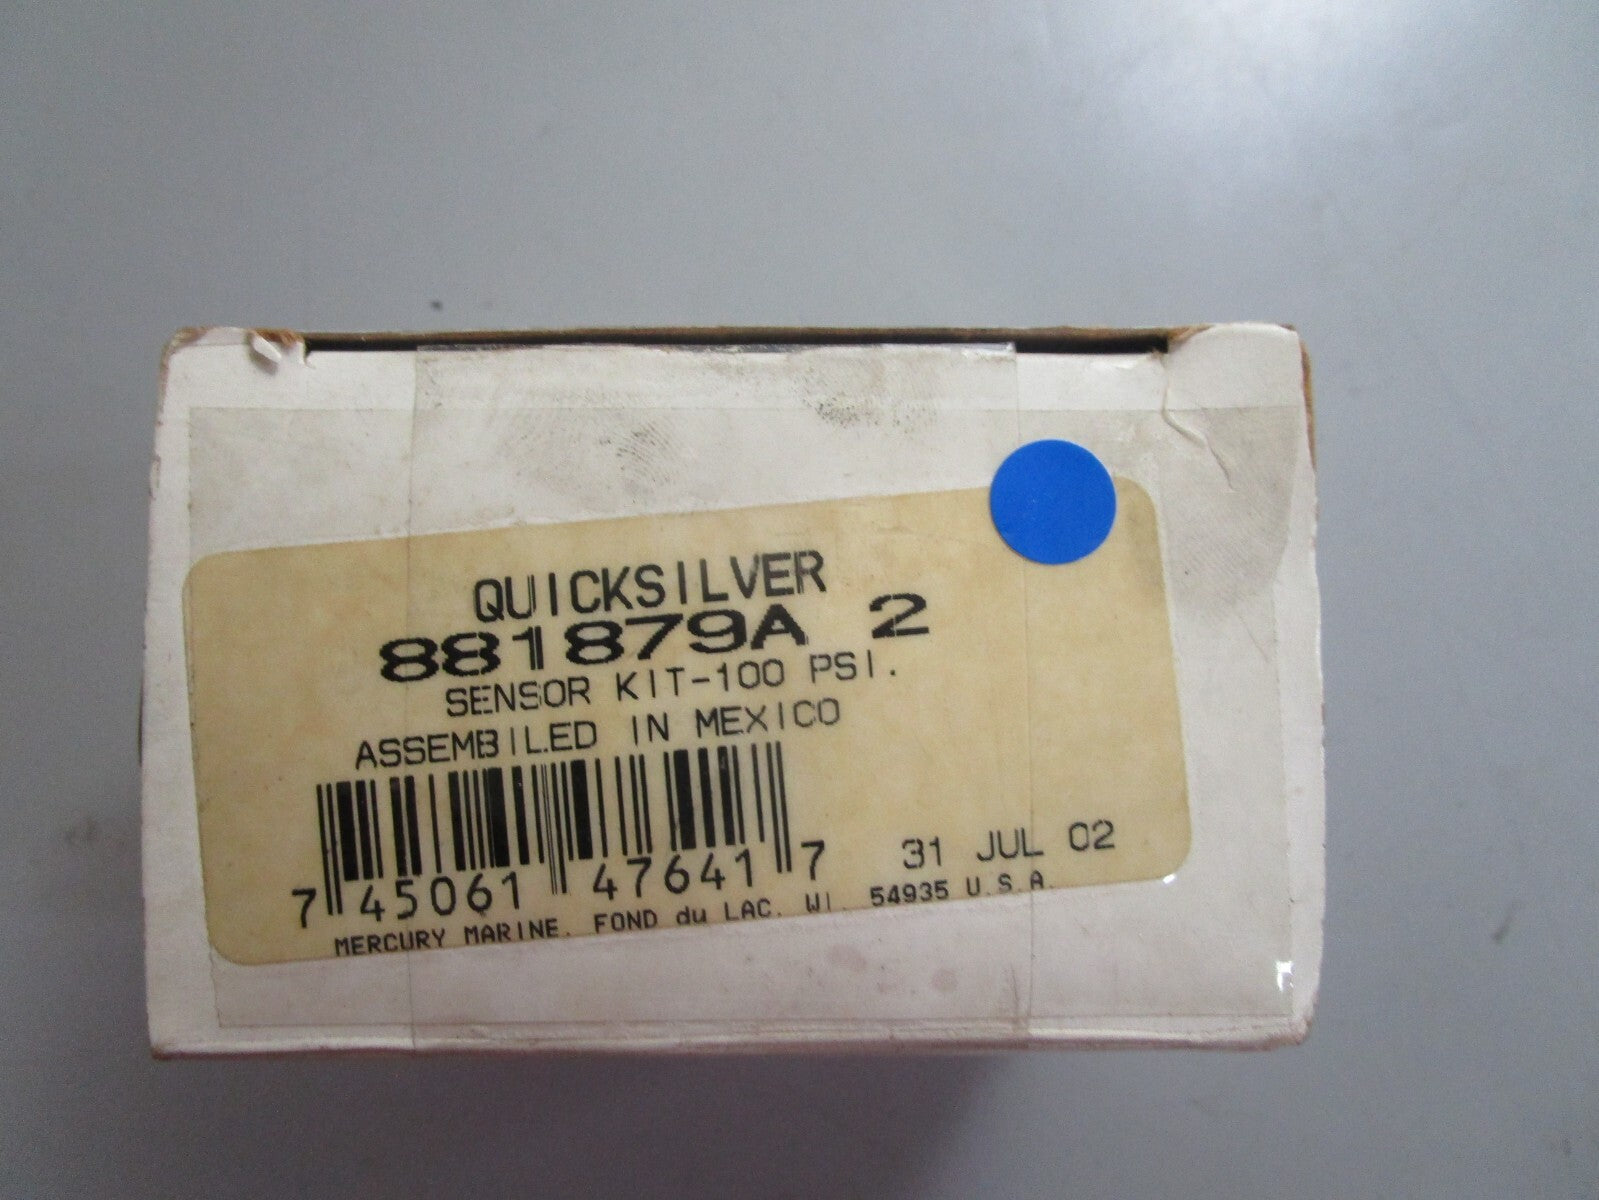 QUICKSILVER
881879A 2
SENSOR KIT-100 PSI.
ASSEMBLED IN MEXICO
7 45061 47641 7
31 JUL 02
MERCURY MARINE. FOND du LAC. WI. 54935 U.S.A.